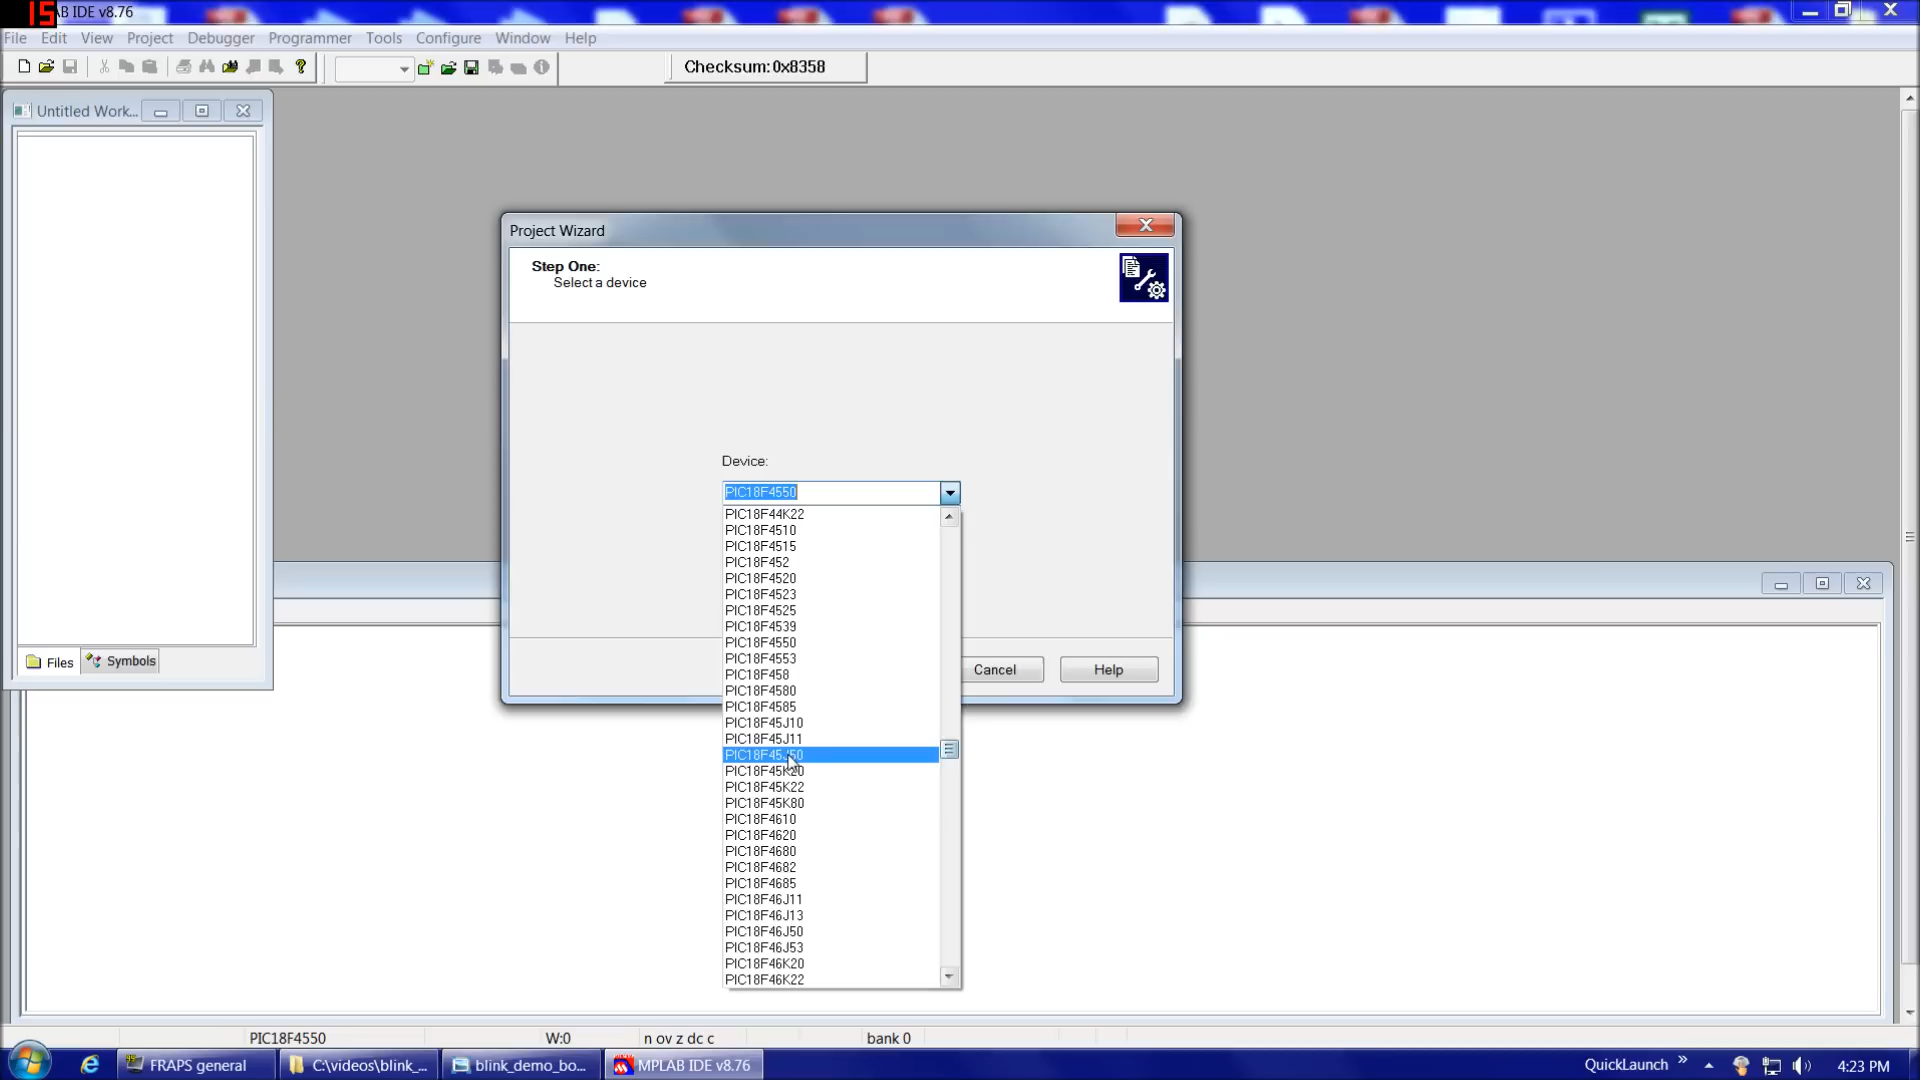 15
AB IDE v8.76
File Edit View Project Debugger Programmer Tools Configure Window Help
Checksum: 0x8358
Untitled Work...
Project Wizard
Step One:
Select a device
Device:
PIC18F4550
PIC18F44K22
PIC18F4510
PIC18F4515
PIC18F452
PIC18F4520
PIC18F4523
PIC18F4525
PIC18F4539
PIC18F4550
PIC18F4553
PIC18F458
PIC18F4580
PIC18F4585
PIC18F45J10
PIC18F45J11
PIC18F45J50
PIC18F45K20
PIC18F45K22
PIC18F45K80
PIC18F4610
PIC18F4620
PIC18F4680
PIC18F4682
PIC18F4685
PIC18F46J11
PIC18F46J13
PIC18F46J50
PIC18F46J53
PIC18F46K20
PIC18F46K22
Cancel Help
Files Symbols
PIC18F4550 W:0 n ov z dc c bank 0
FRAPS general C:\videos\blink_... blink_demo_bo... MPLAB IDE v8.76 QuickLaunch 4:23 PM